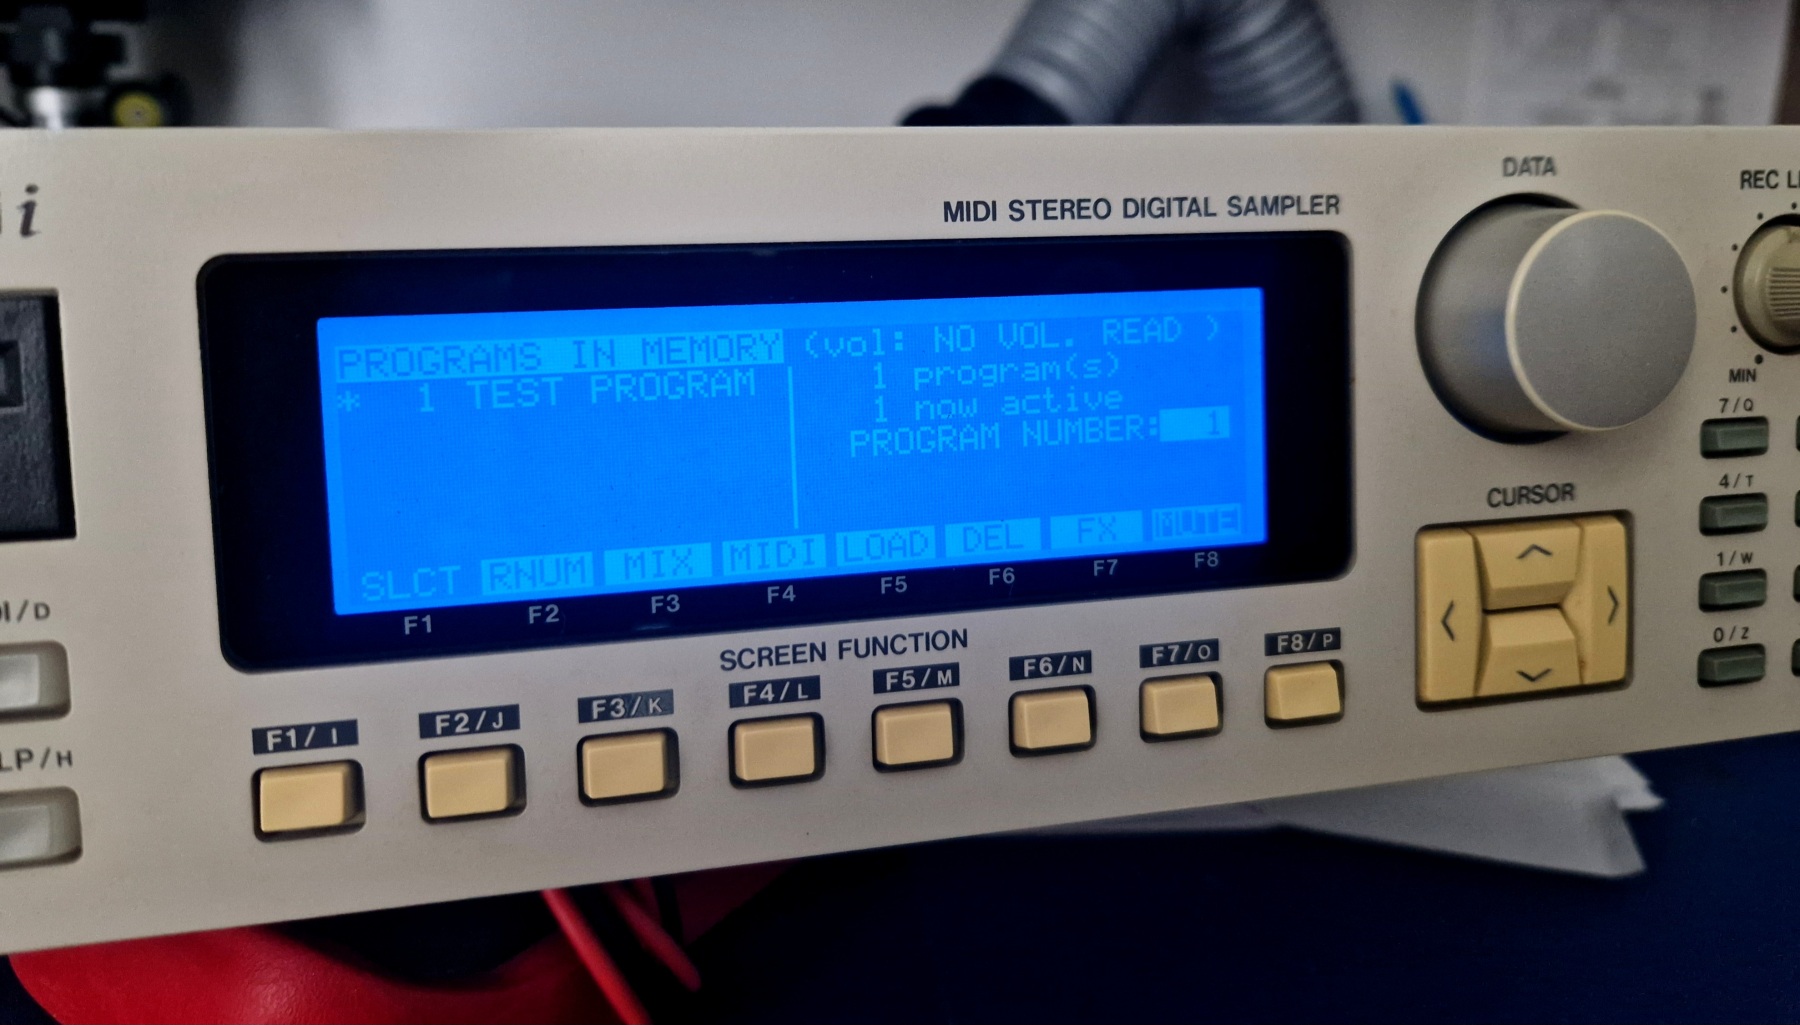 i
MIDI STEREO DIGITAL SAMPLER
DATA
REC
PROGRAMS IN MEMORY (vol: NO VOL. READ )
* 1 TEST PROGRAM
1 program(s)
1 now active
PROGRAM NUMBER: 1
SLCT RNUM MIX MIDI LOAD DEL FX MUTE
F1 F2 F3 F4 F5 F6 F7 F8
SCREEN FUNCTION
F1/I F2/J F3/K F4/L F5/M F6/N F7/O F8/P
CURSOR
MIN
7/Q
4/T
1/W
0/Z
/D
LP/H